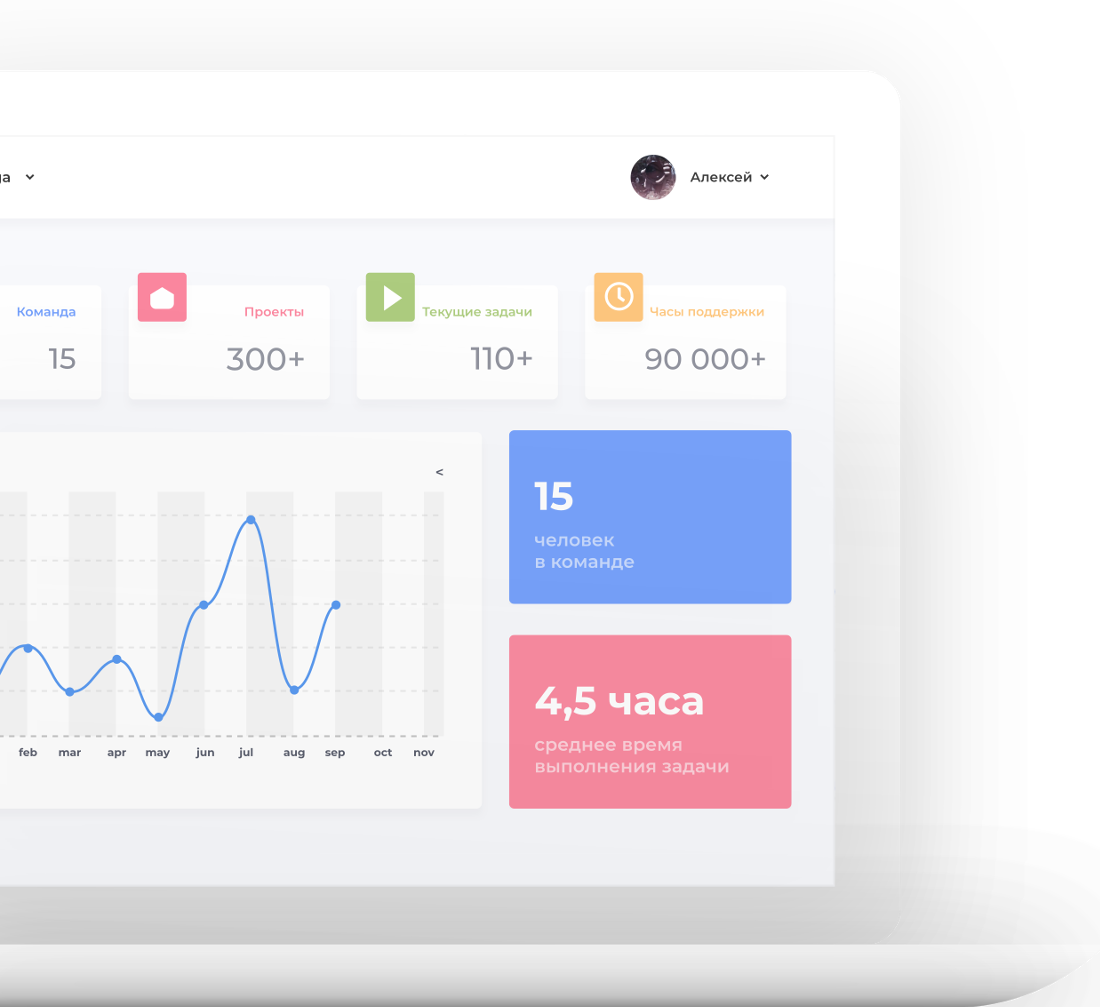 Алексей
Команда
15
Проекты
300+
Текущие задачи
110+
Часы поддержки
90 000+
<
feb mar apr may jun jul aug sep oct nov
15
человек
в команде
4,5 часа
среднее время
выполнения задачи